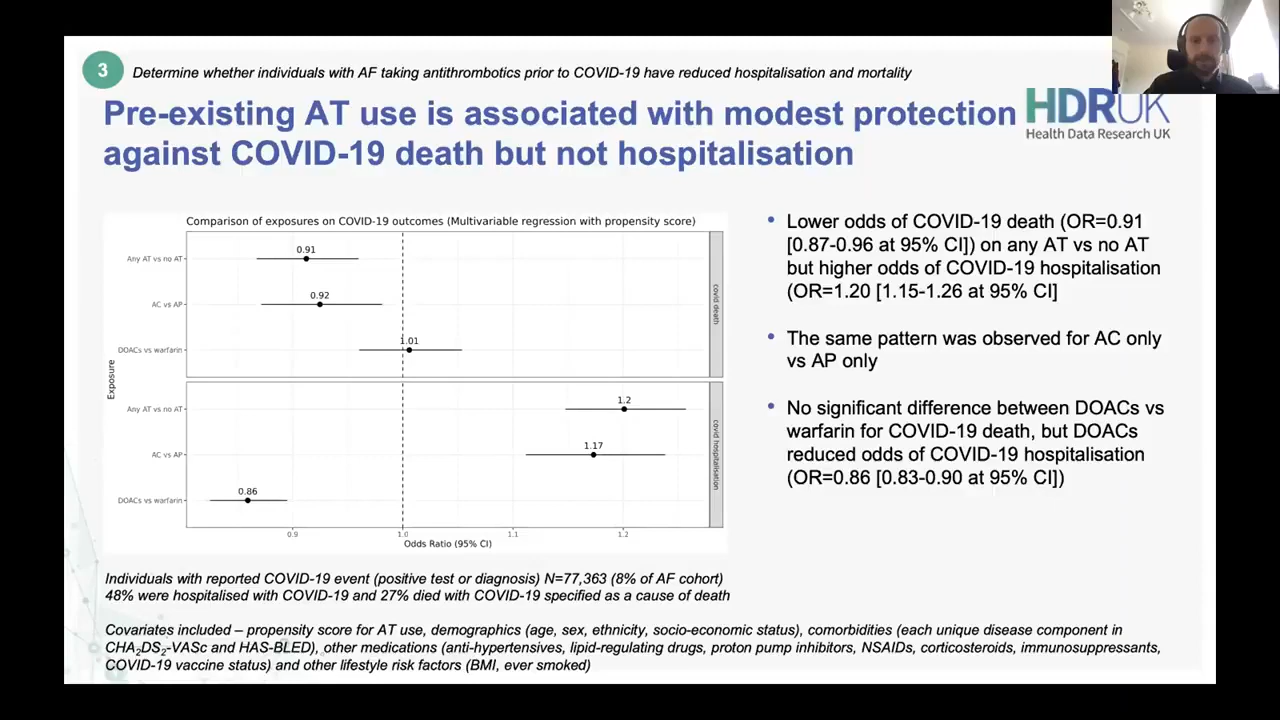 3
Determine whether individuals with AF taking antithrombotics prior to COVID-19 have reduced hospitalisation and mortality
Pre-existing AT use is associated with modest protection
against COVID-19 death but not hospitalisation
HDRUK
Health Data Research UK
Comparison of exposures on COVID-19 outcomes (Multivariable regression with propensity score)
Exposure
Any AT vs no AT
0.91
AC vs AP
0.92
DOACs vs warfarin
1.01
covid death
Any AT vs no AT
1.2
AC vs AP
1.17
DOACs vs warfarin
0.86
covid hospitalisation
0.9 1.0 1.1 1.2
Odds Ratio (95% CI)
• Lower odds of COVID-19 death (OR=0.91
[0.87-0.96 at 95% CI]) on any AT vs no AT
but higher odds of COVID-19 hospitalisation
(OR=1.20 [1.15-1.26 at 95% CI]
• The same pattern was observed for AC only
vs AP only
• No significant difference between DOACs vs
warfarin for COVID-19 death, but DOACs
reduced odds of COVID-19 hospitalisation
(OR=0.86 [0.83-0.90 at 95% CI])
Individuals with reported COVID-19 event (positive test or diagnosis) N=77,363 (8% of AF cohort)
48% were hospitalised with COVID-19 and 27% died with COVID-19 specified as a cause of death
Covariates included – propensity score for AT use, demographics (age, sex, ethnicity, socio-economic status), comorbidities (each unique disease component in
CHA₂DS₂-VASc and HAS-BLED), other medications (anti-hypertensives, lipid-regulating drugs, proton pump inhibitors, NSAIDs, corticosteroids, immunosuppressants,
COVID-19 vaccine status) and other lifestyle risk factors (BMI, ever smoked)